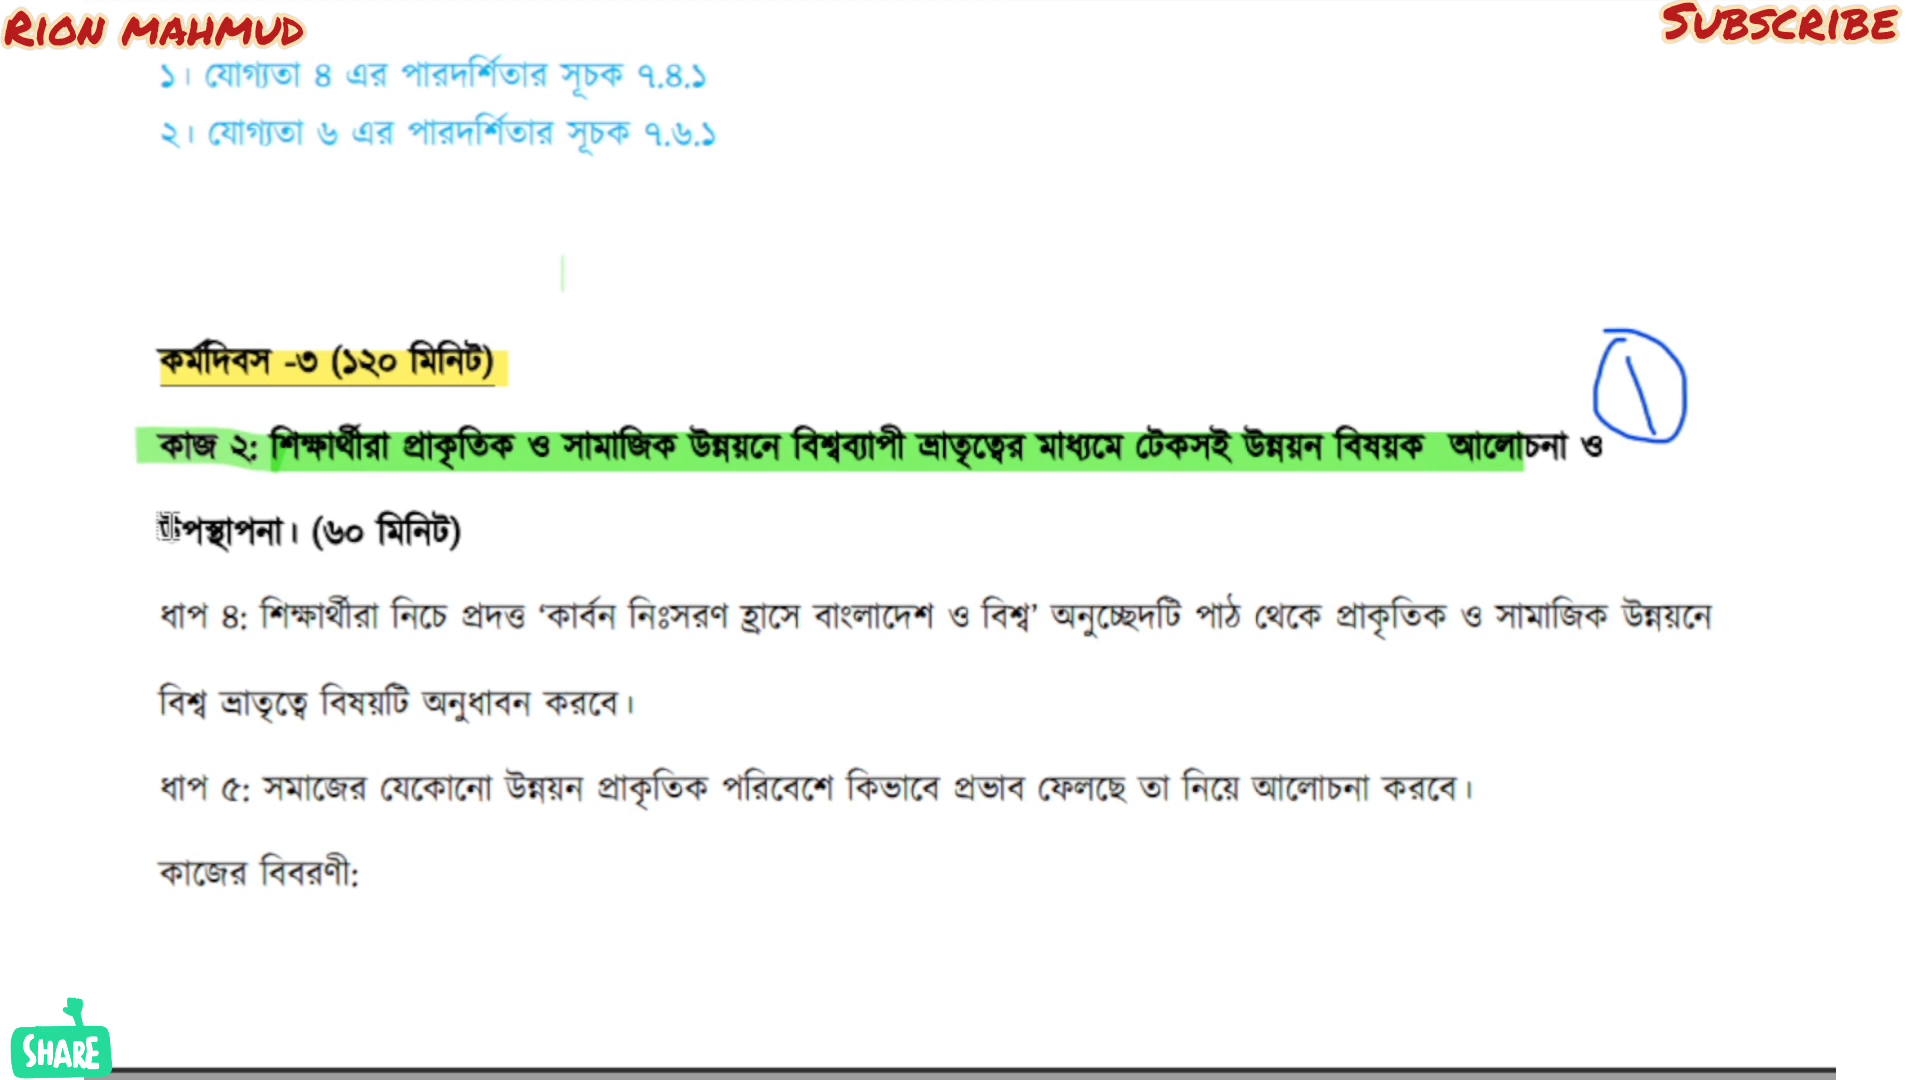 RION MAHMUD
SUBSCRIBE
১। যোগ্যতা ৪ এর পারদর্শিতার সূচক ৭.৪.১
২। যোগ্যতা ৬ এর পারদর্শিতার সূচক ৭.৬.১
কর্মদিবস -৩ (১২০ মিনিট)
কাজ ২: শিক্ষার্থীরা প্রাকৃতিক ও সামাজিক উন্নয়নে বিশ্বব্যাপী ভ্রাতৃত্বের মাধ্যমে টেকসই উন্নয়ন বিষয়ক আলোচনা ও
উপস্থাপনা। (৬০ মিনিট)
ধাপ ৪: শিক্ষার্থীরা নিচে প্রদত্ত ‘কার্বন নিঃসরণ হ্রাসে বাংলাদেশ ও বিশ্ব’ অনুচ্ছেদটি পাঠ থেকে প্রাকৃতিক ও সামাজিক উন্নয়নে
বিশ্ব ভ্রাতৃত্বে বিষয়টি অনুধাবন করবে।
ধাপ ৫: সমাজের যেকোনো উন্নয়ন প্রাকৃতিক পরিবেশে কিভাবে প্রভাব ফেলছে তা নিয়ে আলোচনা করবে।
কাজের বিবরণী:
SHARE